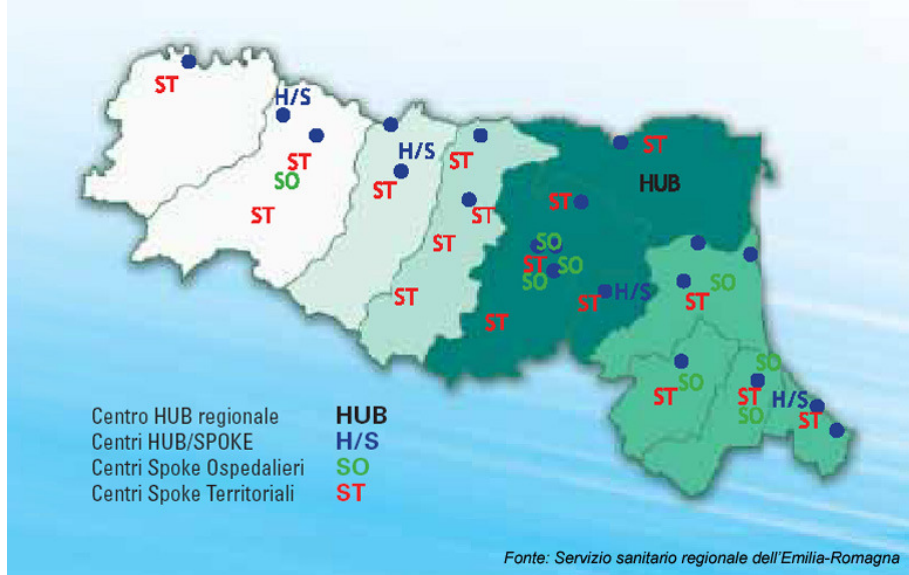 ST
H/S
ST
SO
ST
H/S
ST
ST
ST
ST
ST
ST
HUB
ST
SO
ST
SO
SO
ST
H/S
ST
SO
ST
ST
SO
SO
ST
SO
H/S
ST
Centro HUB regionale HUB
Centri HUB/SPOKE H/S
Centri Spoke Ospedalieri SO
Centri Spoke Territoriali ST
Fonte: Servizio sanitario regionale dell'Emilia-Romagna